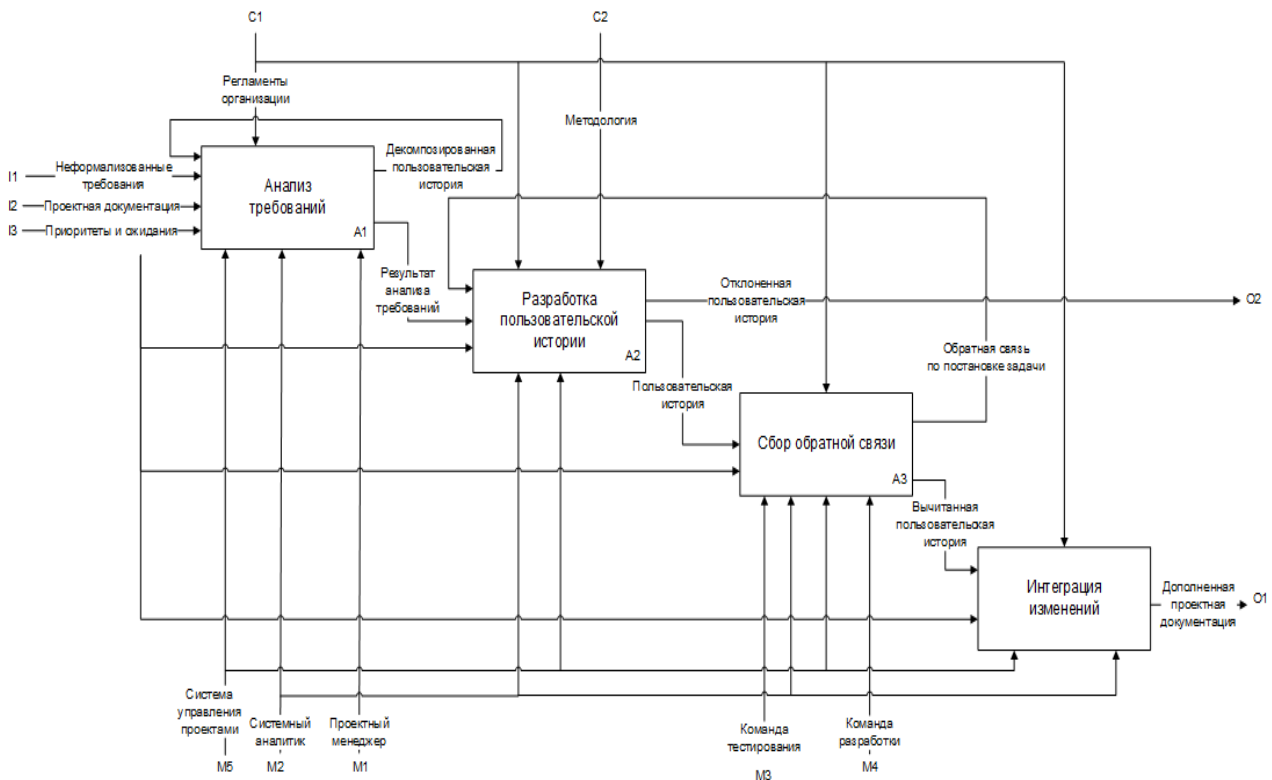 C1
C2
Регламенты
организации
Методология
Декомпозированная
пользовательская
история
I1
Неформализованные
требования
I2
Проектная документация
I3
Приоритеты и ожидания
Анализ
требований
A1
Результат
анализа
требований
Разработка
пользовательской
истории
A2
Отклоненная
пользовательская
история
O2
Обратная связь
по постановке задачи
Пользовательская
история
Сбор обратной связи
A3
Вычитанная
пользовательская
история
Интеграция
изменений
Дополненная
проектная
документация
O1
Система
управления
проектами
Системный
аналитик
Проектный
менеджер
Команда
тестирования
Команда
разработки
M5
M2
M1
M3
M4